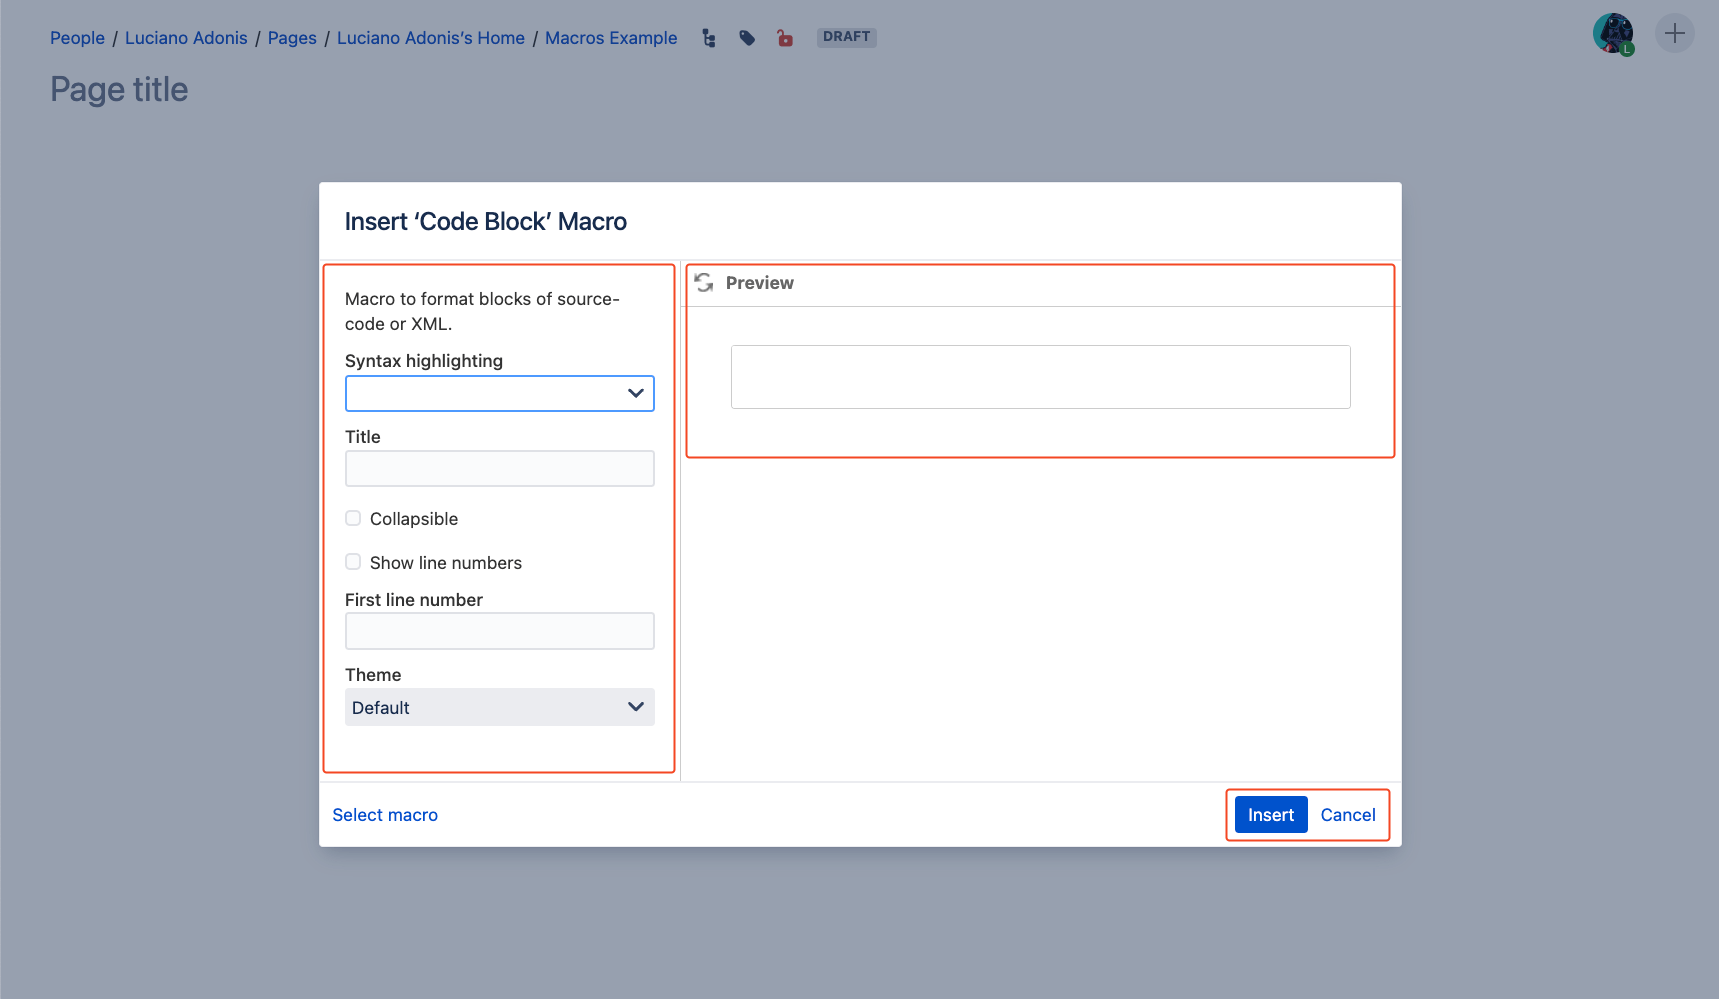 People / Luciano Adonis / Pages / Luciano Adonis’s Home / Macros Example DRAFT
L
Page title
Insert ‘Code Block’ Macro
Macro to format blocks of source-
code or XML.
Syntax highlighting
Title
Collapsible
Show line numbers
First line number
Theme
Default
Preview
Select macro
Insert Cancel